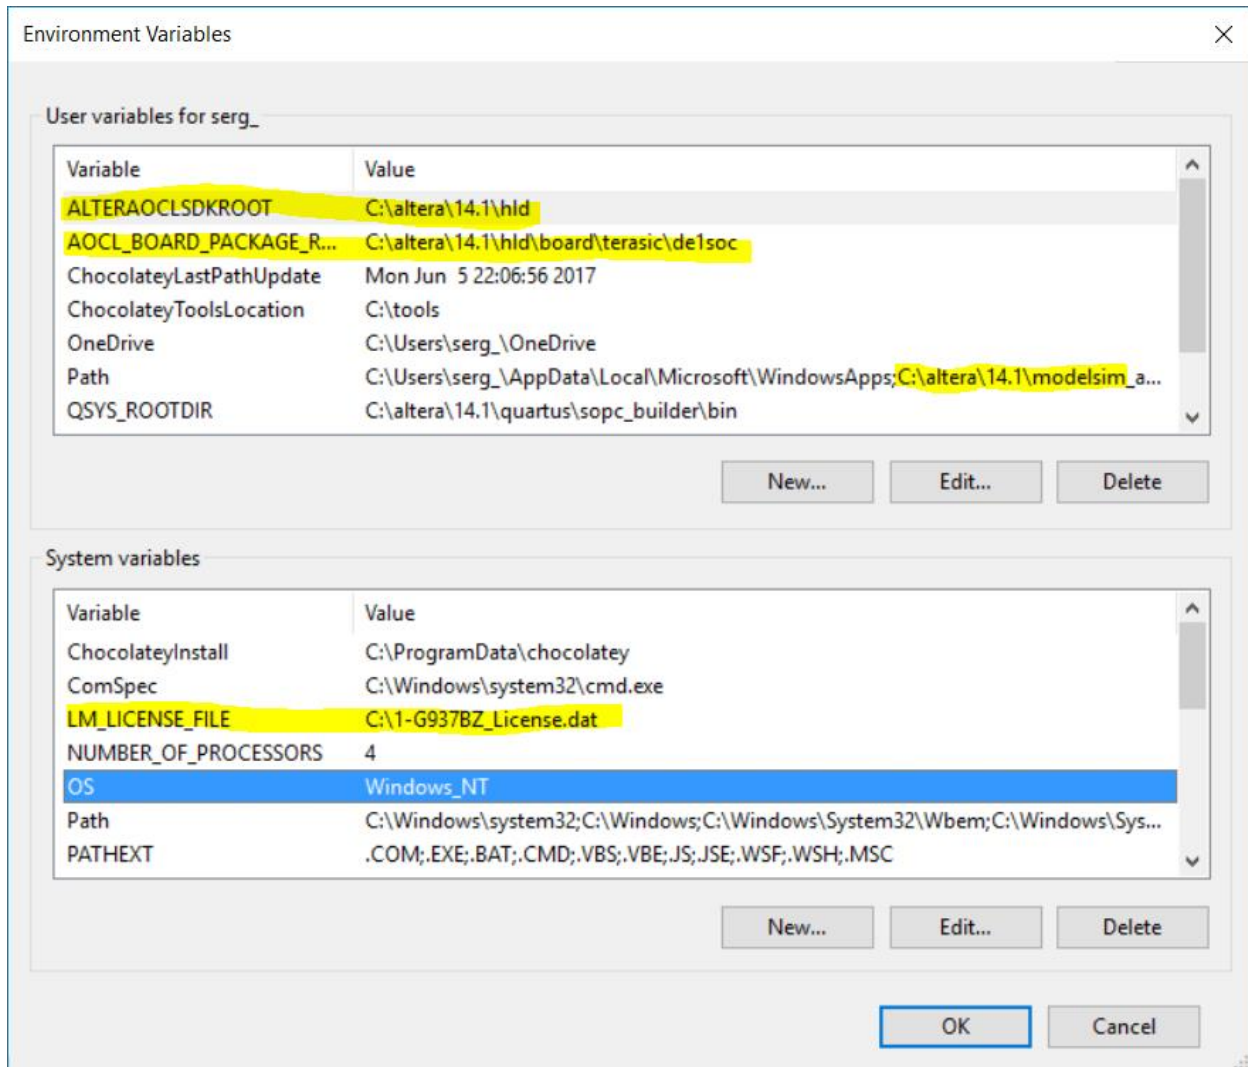 Environment Variables
User variables for serg_
Variable Value
ALTERAOCLSDKROOT C:\altera\14.1\hld
AOCL_BOARD_PACKAGE_R... C:\altera\14.1\hld\board\terasic\de1soc
ChocolateyLastPathUpdate Mon Jun  5 22:06:56 2017
ChocolateyToolsLocation C:\tools
OneDrive C:\Users\serg_\OneDrive
Path C:\Users\serg_\AppData\Local\Microsoft\WindowsApps;C:\altera\14.1\modelsim_a...
QSYS_ROOTDIR C:\altera\14.1\quartus\sopc_builder\bin
New... Edit... Delete
System variables
Variable Value
ChocolateyInstall C:\ProgramData\chocolatey
ComSpec C:\Windows\system32\cmd.exe
LM_LICENSE_FILE C:\1-G937BZ_License.dat
NUMBER_OF_PROCESSORS 4
OS Windows_NT
Path C:\Windows\system32;C:\Windows;C:\Windows\System32\Wbem;C:\Windows\Sys...
PATHEXT .COM;.EXE;.BAT;.CMD;.VBS;.VBE;.JS;.JSE;.WSF;.WSH;.MSC
New... Edit... Delete
OK Cancel